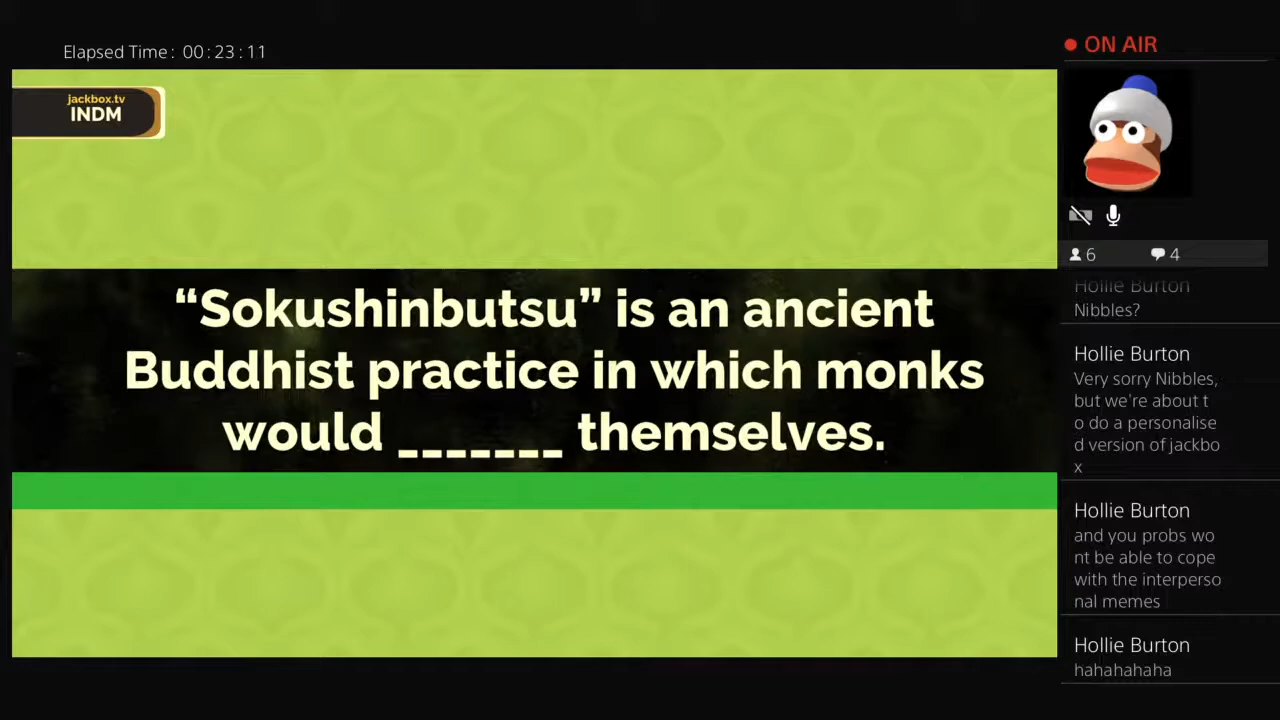 Elapsed Time: 00:23:11
ON AIR
jackbox.tv
INDM
“Sokushinbutsu” is an ancient
Buddhist practice in which monks
would _______ themselves.
6
4
Hollie Burton
Nibbles?
Hollie Burton
Very sorry Nibbles,
but we're about t
o do a personalise
d version of jackbo
x
Hollie Burton
and you probs wo
nt be able to cope
with the interperso
nal memes
Hollie Burton
hahahahaha